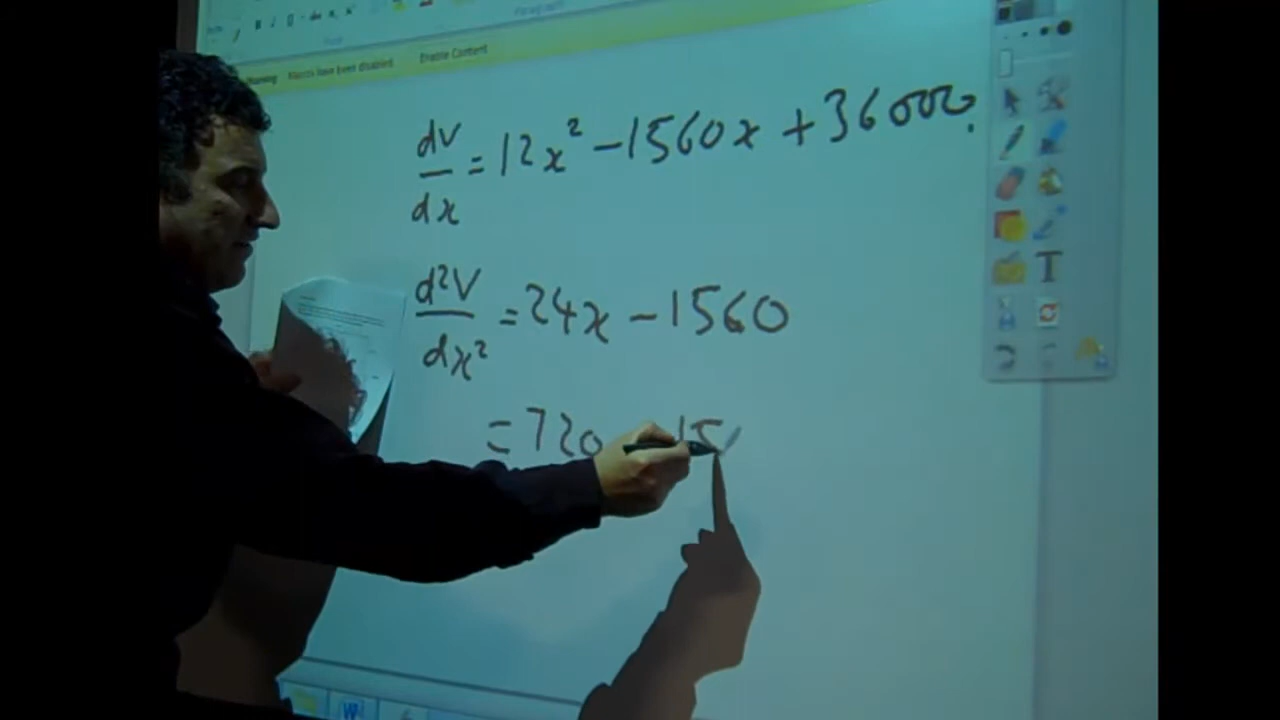 Macros have been disabled. Enable Content
dV/dx = 12x² - 1560x + 36000.
d²V/dx² = 24x - 1560
= 720 15
T
W